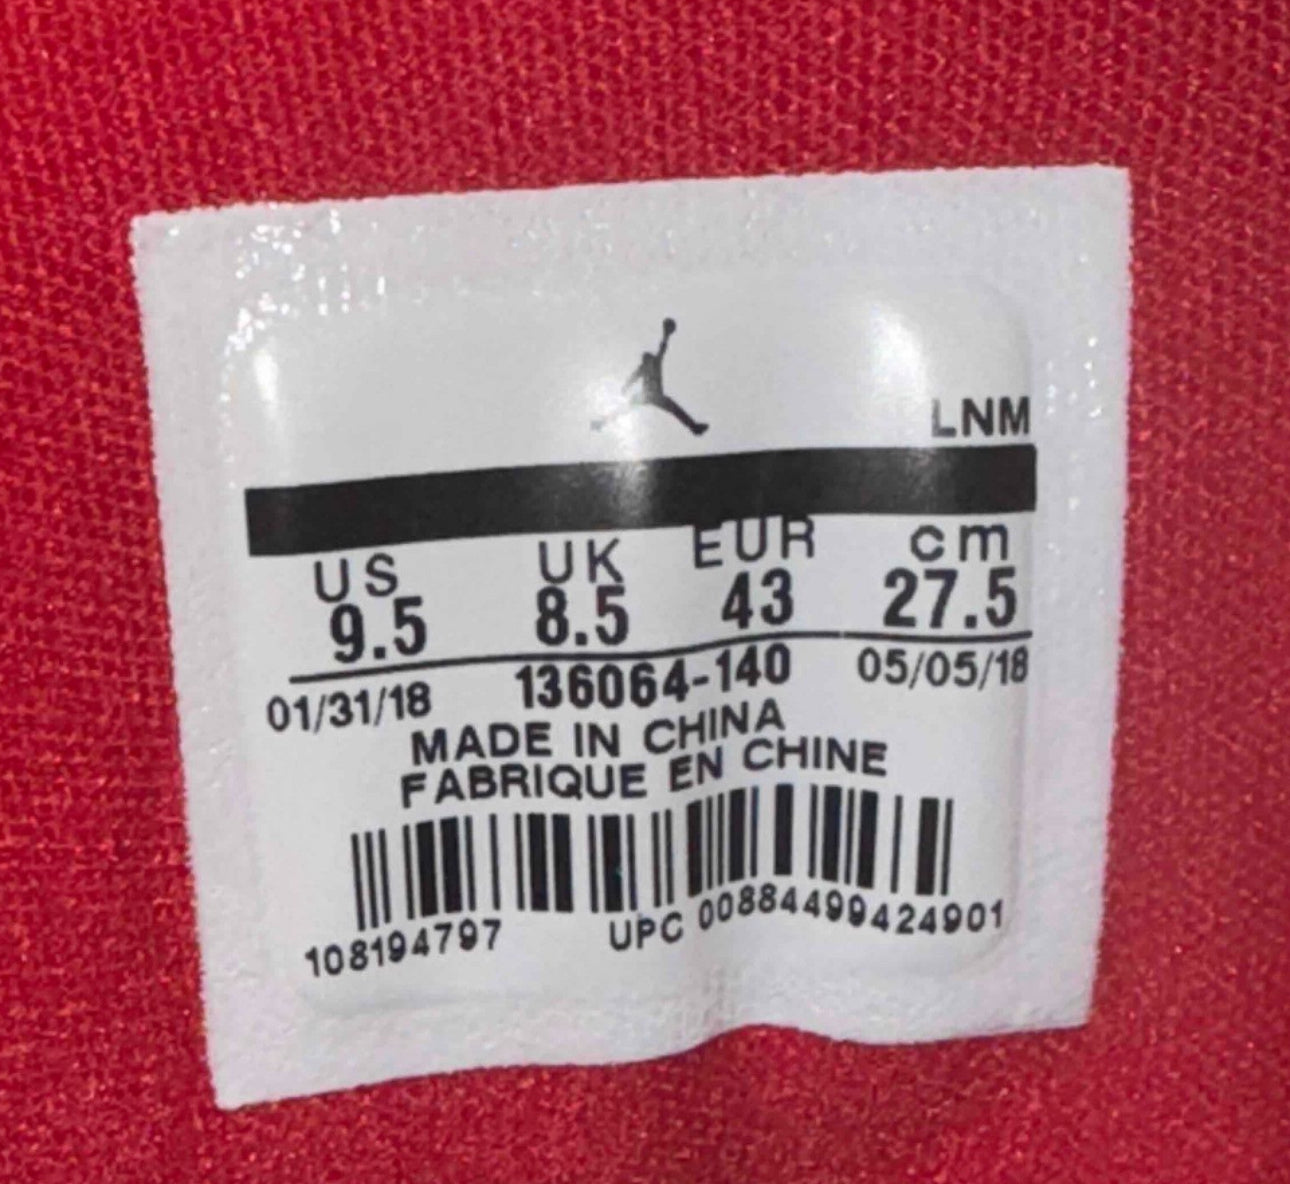 LNM
US UK EUR cm
9.5 8.5 43 27.5
01/31/18 136064-140 05/05/18
MADE IN CHINA
FABRIQUE EN CHINE
108194797 UPC 00884499424901